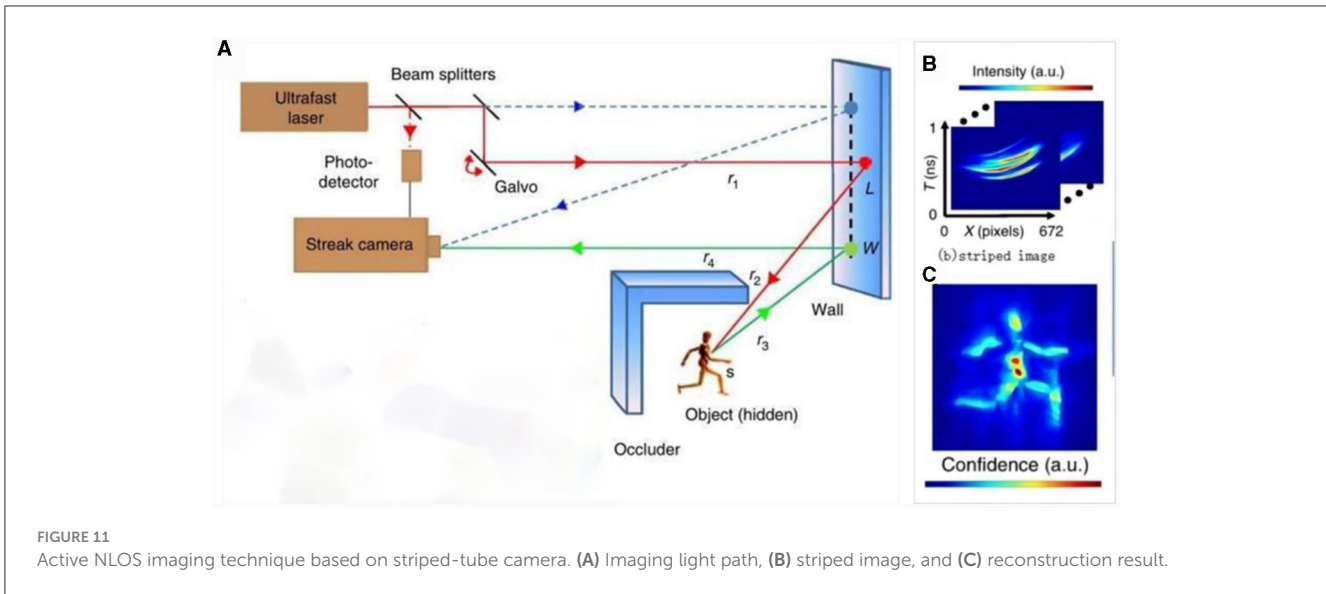 A
Beam splitters
Ultrafast
laser
Photo-
detector
Galvo
r1
L
Streak camera
W
r4
r2
Wall
r3
s
Object (hidden)
Occluder
B
Intensity (a.u.)
1
T (ns)
0
0 X (pixels) 672
(b)striped image
C
Confidence (a.u.)
FIGURE 11
Active NLOS imaging technique based on striped-tube camera. (A) Imaging light path, (B) striped image, and (C) reconstruction result.